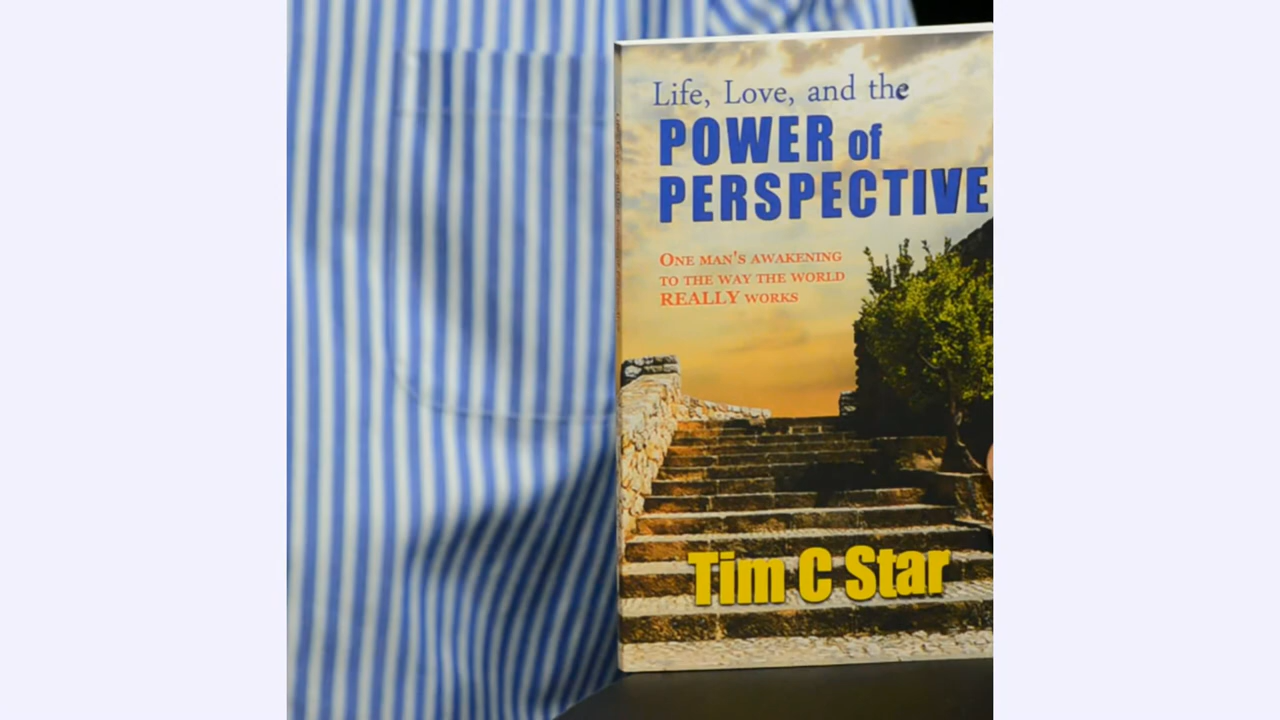 Life, Love, and the
POWER of
PERSPECTIVE
ONE MAN'S AWAKENING
TO THE WAY THE WORLD
REALLY WORKS
Tim C Star